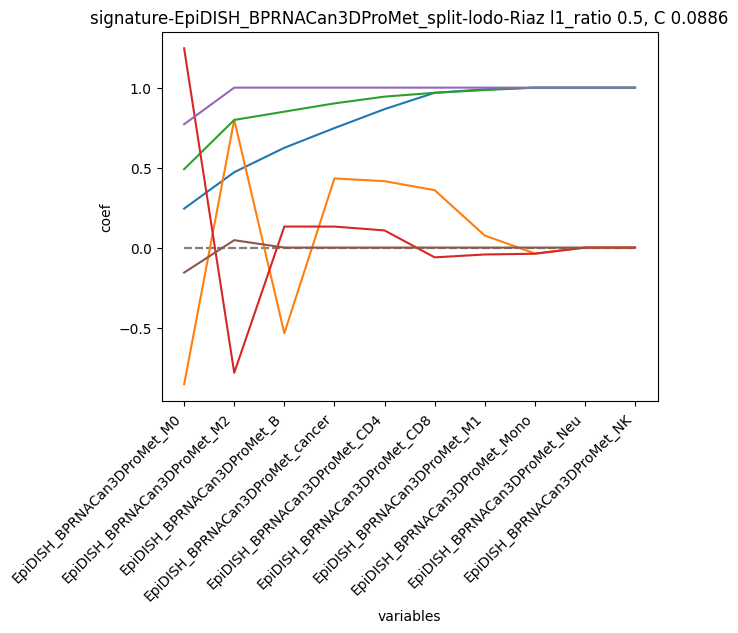 signature-EpiDISH_BPRNACan3DProMet_split-lodo-Riaz l1_ratio 0.5, C 0.0886
coef
1.0
0.5
0.0
−0.5
EpiDISH_BPRNACan3DProMet_M0
EpiDISH_BPRNACan3DProMet_M2
EpiDISH_BPRNACan3DProMet_B
EpiDISH_BPRNACan3DProMet_cancer
EpiDISH_BPRNACan3DProMet_CD4
EpiDISH_BPRNACan3DProMet_CD8
EpiDISH_BPRNACan3DProMet_M1
EpiDISH_BPRNACan3DProMet_Mono
EpiDISH_BPRNACan3DProMet_Neu
EpiDISH_BPRNACan3DProMet_NK
variables